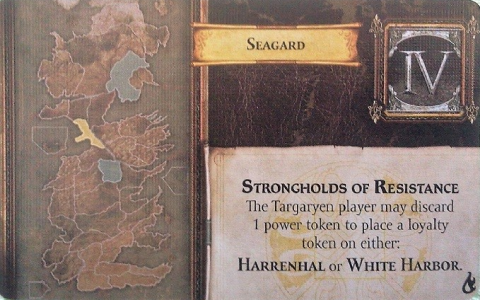 SEAGARD
IV
STRONGHOLDS OF RESISTANCE
The Targaryen player may discard
1 power token to place a loyalty
token on either:
HARRENHAL or WHITE HARBOR.